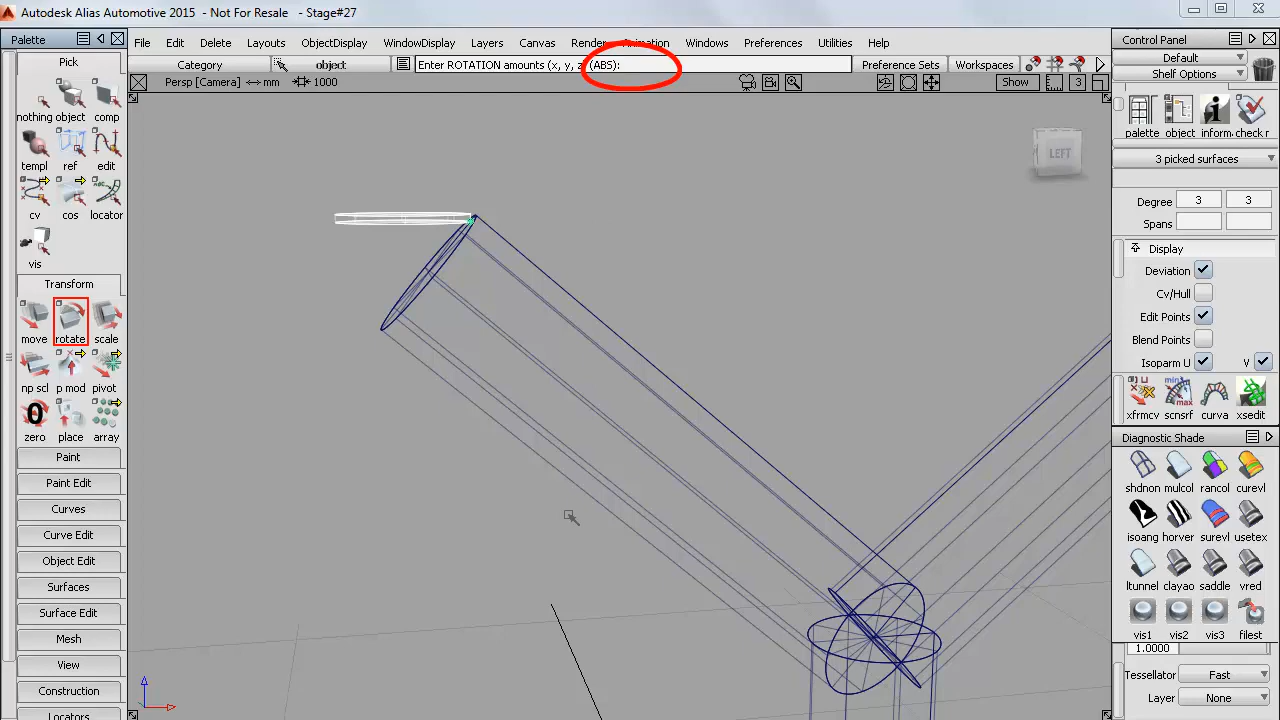 Autodesk Alias Automotive 2015 - Not For Resale - Stage#27
Palette
File Edit Delete Layouts ObjectDisplay WindowDisplay Layers Canvas Render Animation Windows Preferences Utilities Help
Control Panel
Category object Enter ROTATION amounts (x, y, z) (ABS): Preference Sets Workspaces
Default
Shelf Options
Persp [Camera] mm 1000 Show 3
Pick
nothing object comp
templ ref edit
cv cos locator
vis
Transform
move rotate scale
np scl p mod pivot
zero place array
Paint
Paint Edit
Curves
Curve Edit
Object Edit
Surfaces
Surface Edit
Mesh
View
Construction
Locators
LEFT
palette object inform check r
3 picked surfaces
Degree 3 3
Spans
Display
Deviation
Cv/Hull
Edit Points
Blend Points
Isoparm U V
min max
xfrmcv scnsrf curva xsedit
Diagnostic Shade
shdnon mulcol rancol curevl
isoang horver surevl usetex
ltunnel clayao saddle vred
vis1 vis2 vis3 filest
1.0000
Tessellator Fast
Layer None